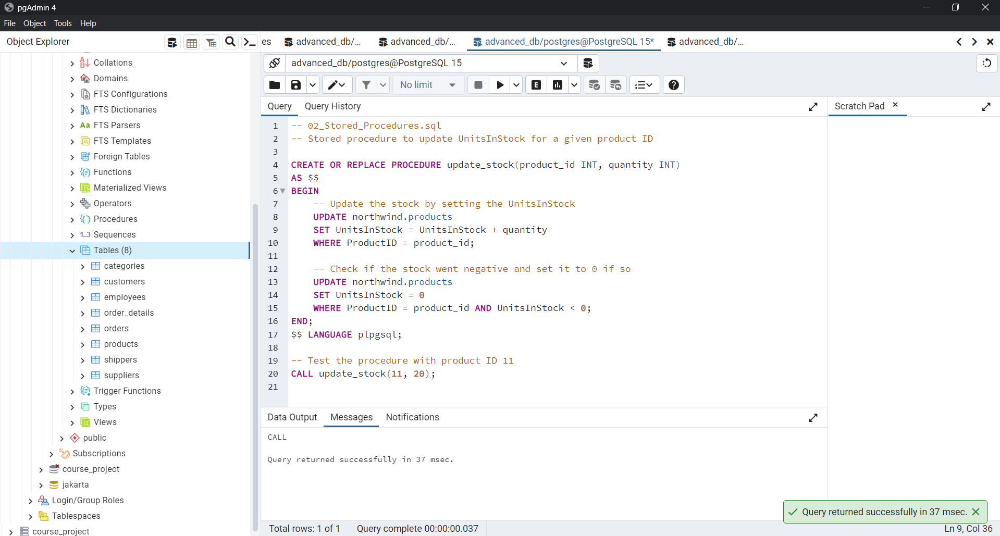 pgAdmin 4
File Object Tools Help
Object Explorer
es advanced_db/... advanced_db/... advanced_db/postgres@PostgreSQL 15* advanced_db/...
Collations
Domains
FTS Configurations
FTS Dictionaries
Aa FTS Parsers
FTS Templates
Foreign Tables
Functions
Materialized Views
Operators
Procedures
1..3 Sequences
Tables (8)
categories
customers
employees
order_details
orders
products
shippers
suppliers
Trigger Functions
Types
Views
public
Subscriptions
course_project
jakarta
Login/Group Roles
Tablespaces
course_project
advanced_db/postgres@PostgreSQL 15
No limit
E
Query Query History
Scratch Pad
1 -- 02_Stored_Procedures.sql
2 -- Stored procedure to update UnitsInStock for a given product ID
3
4 CREATE OR REPLACE PROCEDURE update_stock(product_id INT, quantity INT)
5 AS $$
6 BEGIN
7 -- Update the stock by setting the UnitsInStock
8 UPDATE northwind.products
9 SET UnitsInStock = UnitsInStock + quantity
10 WHERE ProductID = product_id;
11
12 -- Check if the stock went negative and set it to 0 if so
13 UPDATE northwind.products
14 SET UnitsInStock = 0
15 WHERE ProductID = product_id AND UnitsInStock < 0;
16 END;
17 $$ LANGUAGE plpgsql;
18
19 -- Test the procedure with product ID 11
20 CALL update_stock(11, 20);
21
Data Output Messages Notifications
CALL
Query returned successfully in 37 msec.
Query returned successfully in 37 msec.
Total rows: 1 of 1 Query complete 00:00:00.037 Ln 9, Col 36